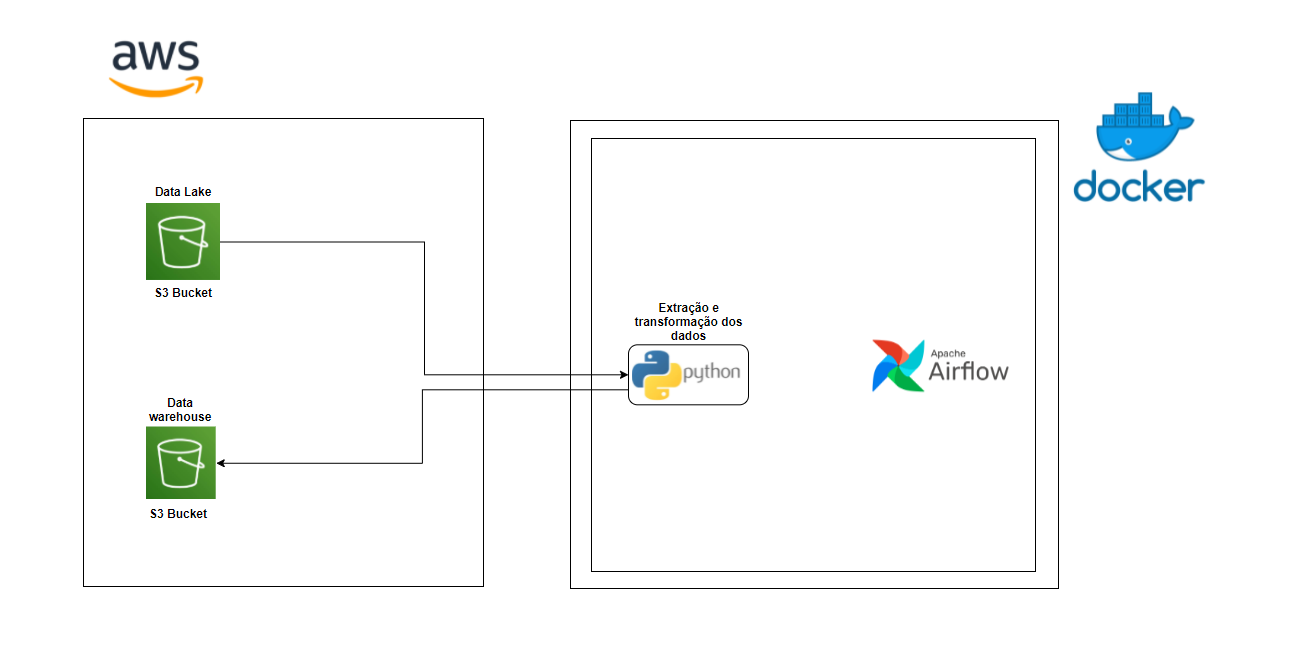 aws
docker
Data Lake
S3 Bucket
Extração e
transformação dos
dados
python
Apache
Airflow
Data
warehouse
S3 Bucket